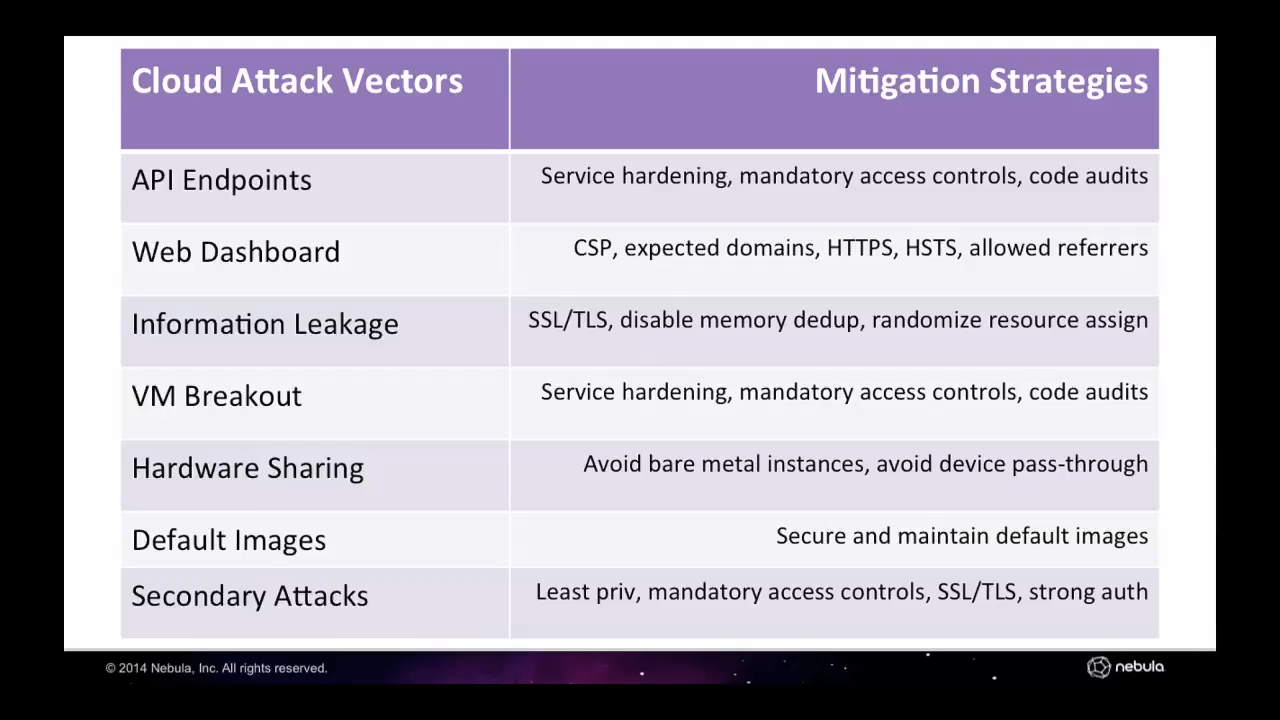 Cloud Attack Vectors
Mitigation Strategies
API Endpoints
Service hardening, mandatory access controls, code audits
Web Dashboard
CSP, expected domains, HTTPS, HSTS, allowed referrers
Information Leakage
SSL/TLS, disable memory dedup, randomize resource assign
VM Breakout
Service hardening, mandatory access controls, code audits
Hardware Sharing
Avoid bare metal instances, avoid device pass-through
Default Images
Secure and maintain default images
Secondary Attacks
Least priv, mandatory access controls, SSL/TLS, strong auth
© 2014 Nebula, Inc. All rights reserved.
nebula